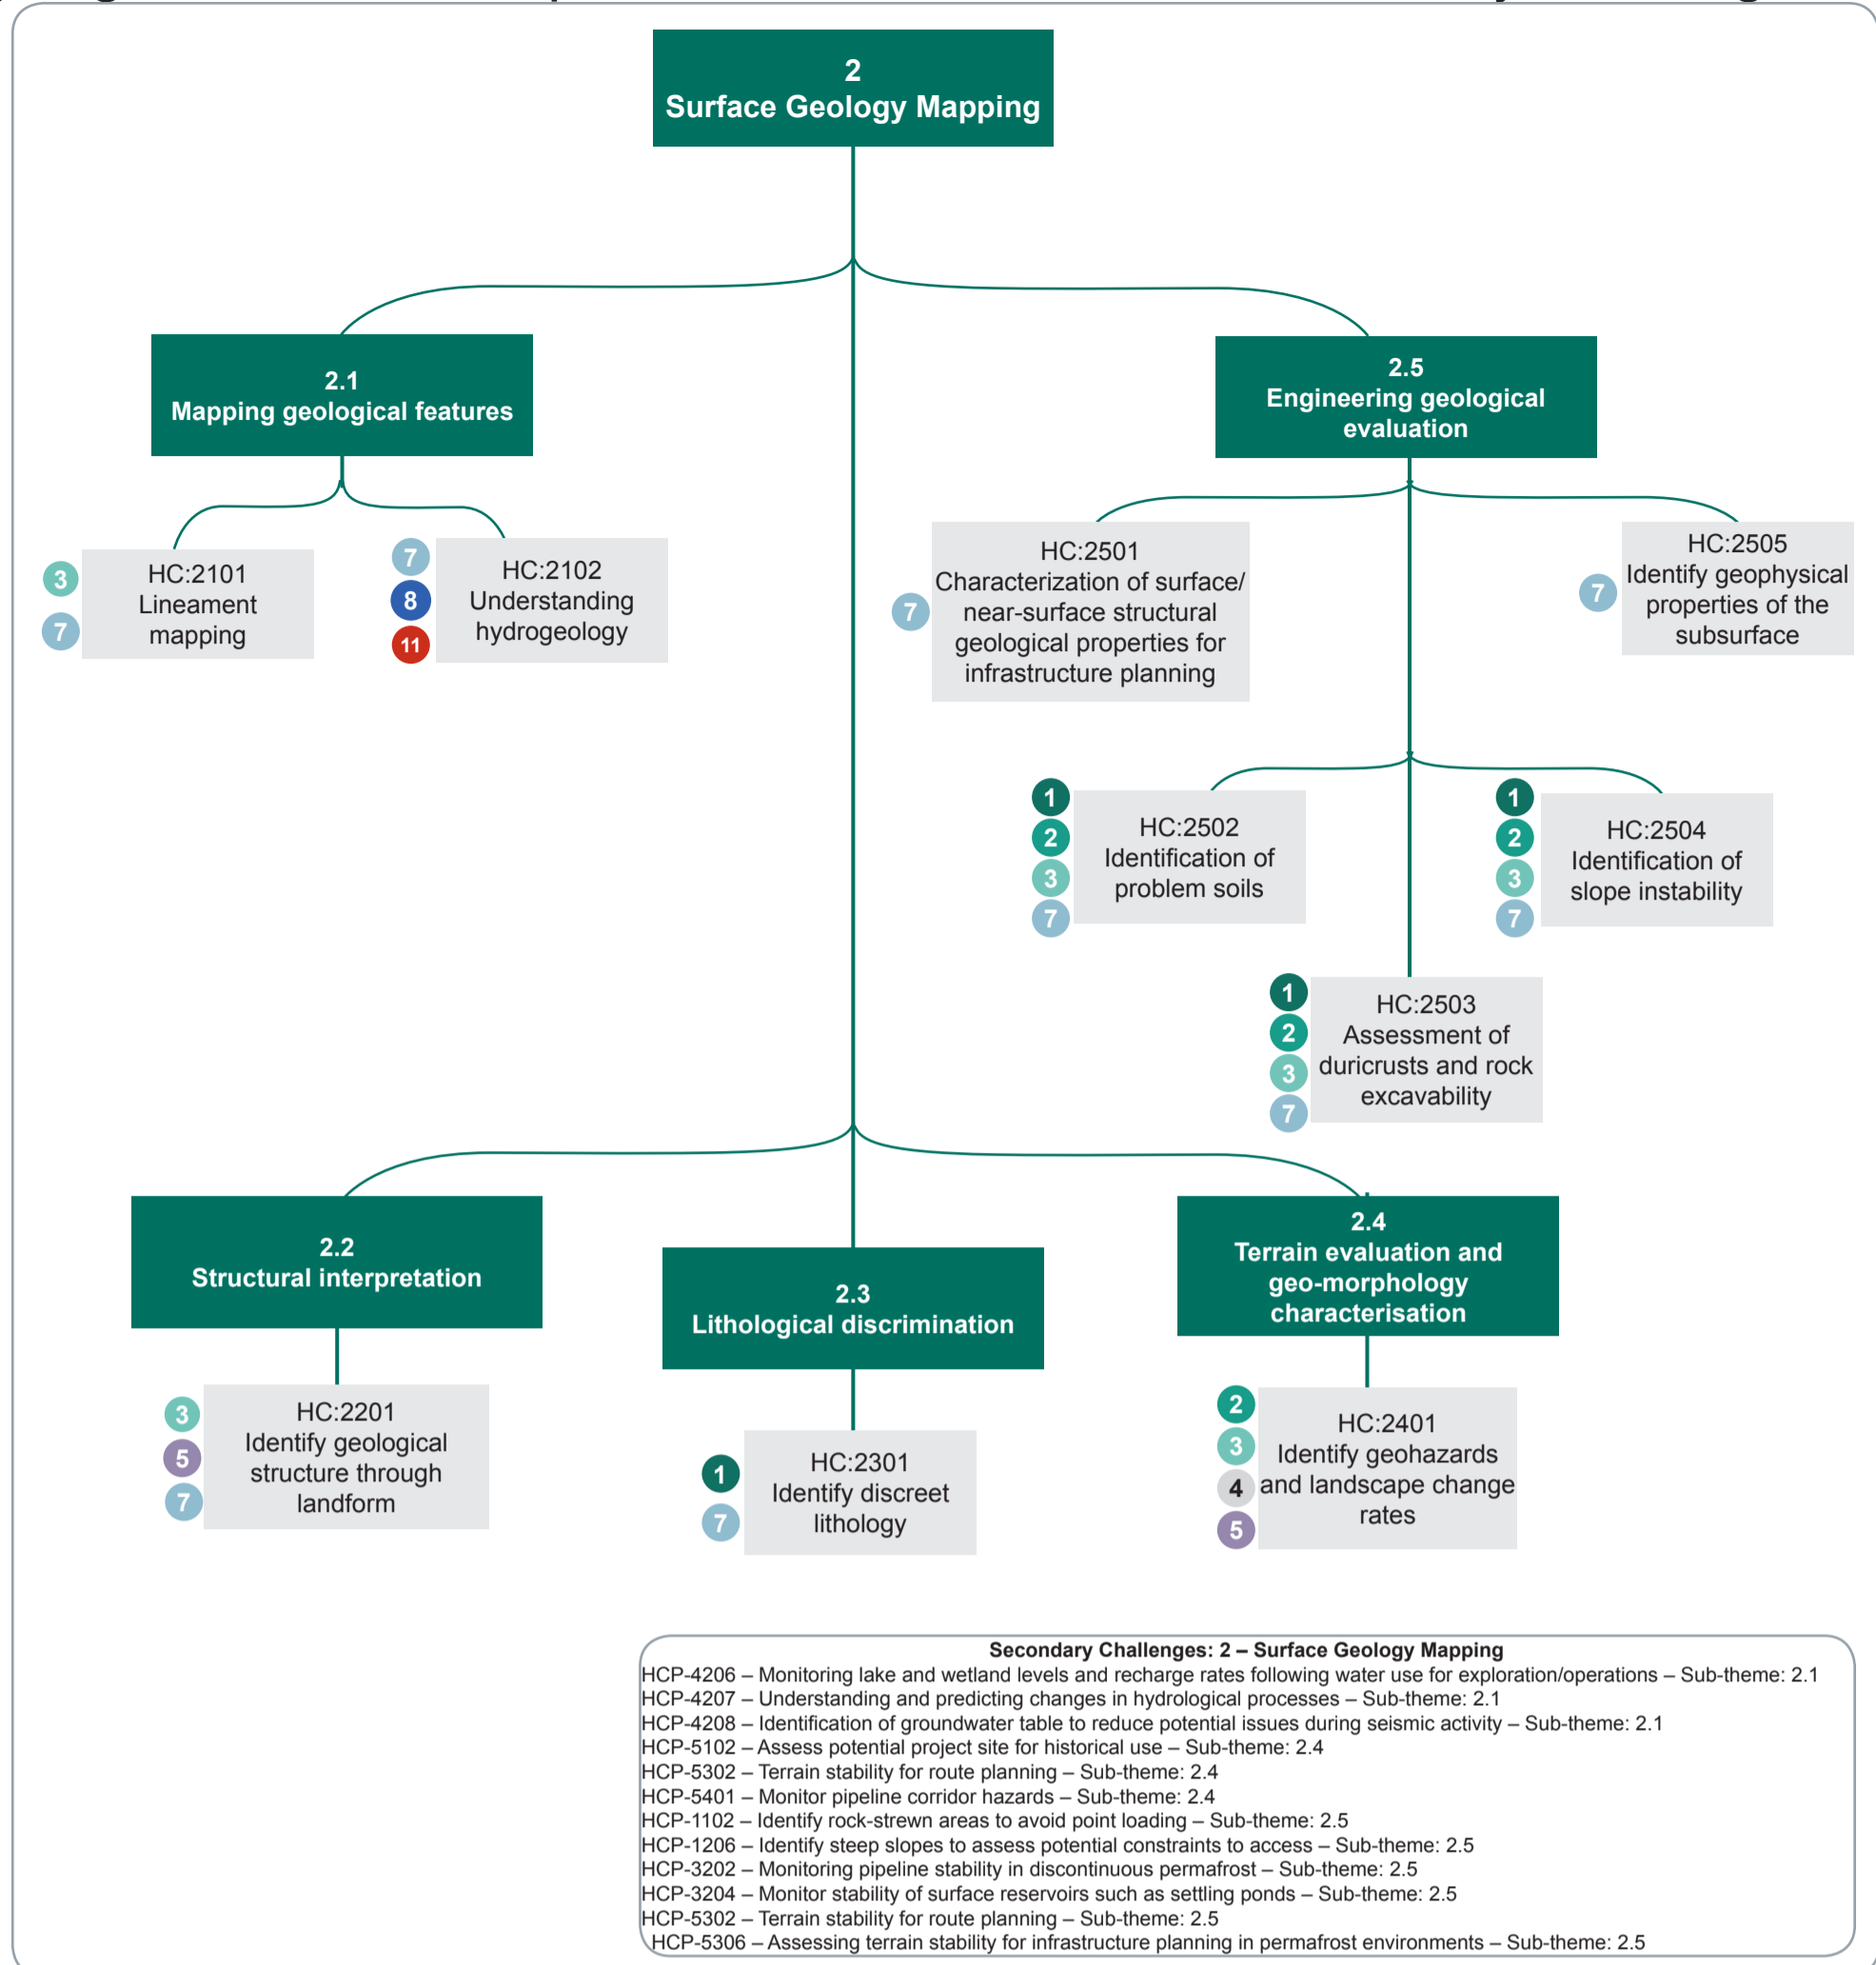 2
Surface Geology Mapping
2.1
Mapping geological features
2.5
Engineering geological
evaluation
3
7
HC:2101
Lineament
mapping
7
8
11
HC:2102
Understanding
hydrogeology
7
HC:2501
Characterization of surface/
near-surface structural
geological properties for
infrastructure planning
7
HC:2505
Identify geophysical
properties of the
subsurface
1
2
3
7
HC:2502
Identification of
problem soils
1
2
3
7
HC:2504
Identification of
slope instability
1
2
3
7
HC:2503
Assessment of
duricrusts and rock
excavability
2.2
Structural interpretation
2.3
Lithological discrimination
2.4
Terrain evaluation and
geo-morphology
characterisation
3
5
7
HC:2201
Identify geological
structure through
landform
1
7
HC:2301
Identify discreet
lithology
2
3
4
5
HC:2401
Identify geohazards
and landscape change
rates
Secondary Challenges: 2 – Surface Geology Mapping
HCP-4206 – Monitoring lake and wetland levels and recharge rates following water use for exploration/operations – Sub-theme: 2.1
HCP-4207 – Understanding and predicting changes in hydrological processes – Sub-theme: 2.1
HCP-4208 – Identification of groundwater table to reduce potential issues during seismic activity – Sub-theme: 2.1
HCP-5102 – Assess potential project site for historical use – Sub-theme: 2.4
HCP-5302 – Terrain stability for route planning – Sub-theme: 2.4
HCP-5401 – Monitor pipeline corridor hazards – Sub-theme: 2.4
HCP-1102 – Identify rock-strewn areas to avoid point loading – Sub-theme: 2.5
HCP-1206 – Identify steep slopes to assess potential constraints to access – Sub-theme: 2.5
HCP-3202 – Monitoring pipeline stability in discontinuous permafrost – Sub-theme: 2.5
HCP-3204 – Monitor stability of surface reservoirs such as settling ponds – Sub-theme: 2.5
HCP-5302 – Terrain stability for route planning – Sub-theme: 2.5
HCP-5306 – Assessing terrain stability for infrastructure planning in permafrost environments – Sub-theme: 2.5